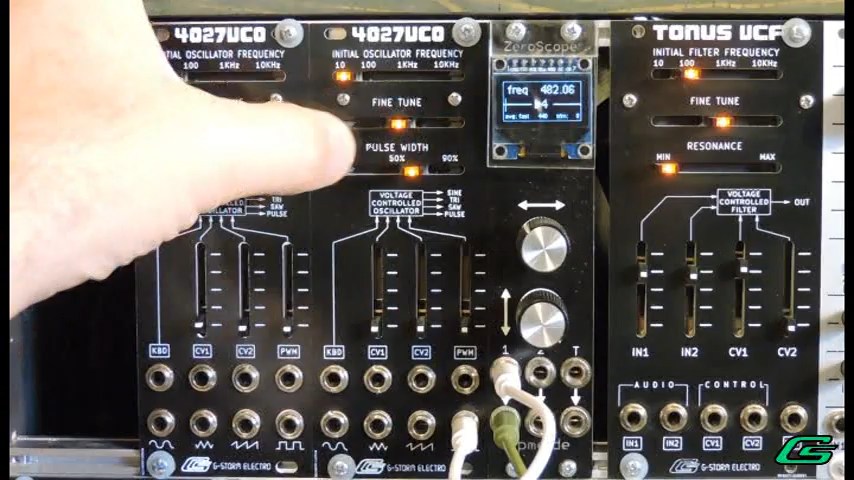 4027VCO
INITIAL OSCILLATOR FREQUENCY
100 1KHz 10KHz
TRI
SAW
PULSE
KBD CV1 CV2 PWM
G-STORM ELECTRO
4027VCO
INITIAL OSCILLATOR FREQUENCY
10 100 1KHz 10KHz
FINE TUNE
PULSE WIDTH
50% 90%
VOLTAGE
CONTROLLED
OSCILLATOR
SINE
TRI
SAW
PULSE
KBD CV1 CV2 PWM
G-STORM ELECTRO
ZeroScope
freq 482.06
1 2 T
TONUS VCF
INITIAL FILTER FREQUENCY
10 100 1KHz 10KHz
FINE TUNE
RESONANCE
MIN MAX
VOLTAGE
CONTROLLED
FILTER
OUT
IN1 IN2 CV1 CV2
AUDIO CONTROL
IN1 IN2 CV1 CV2
G-STORM ELECTRO